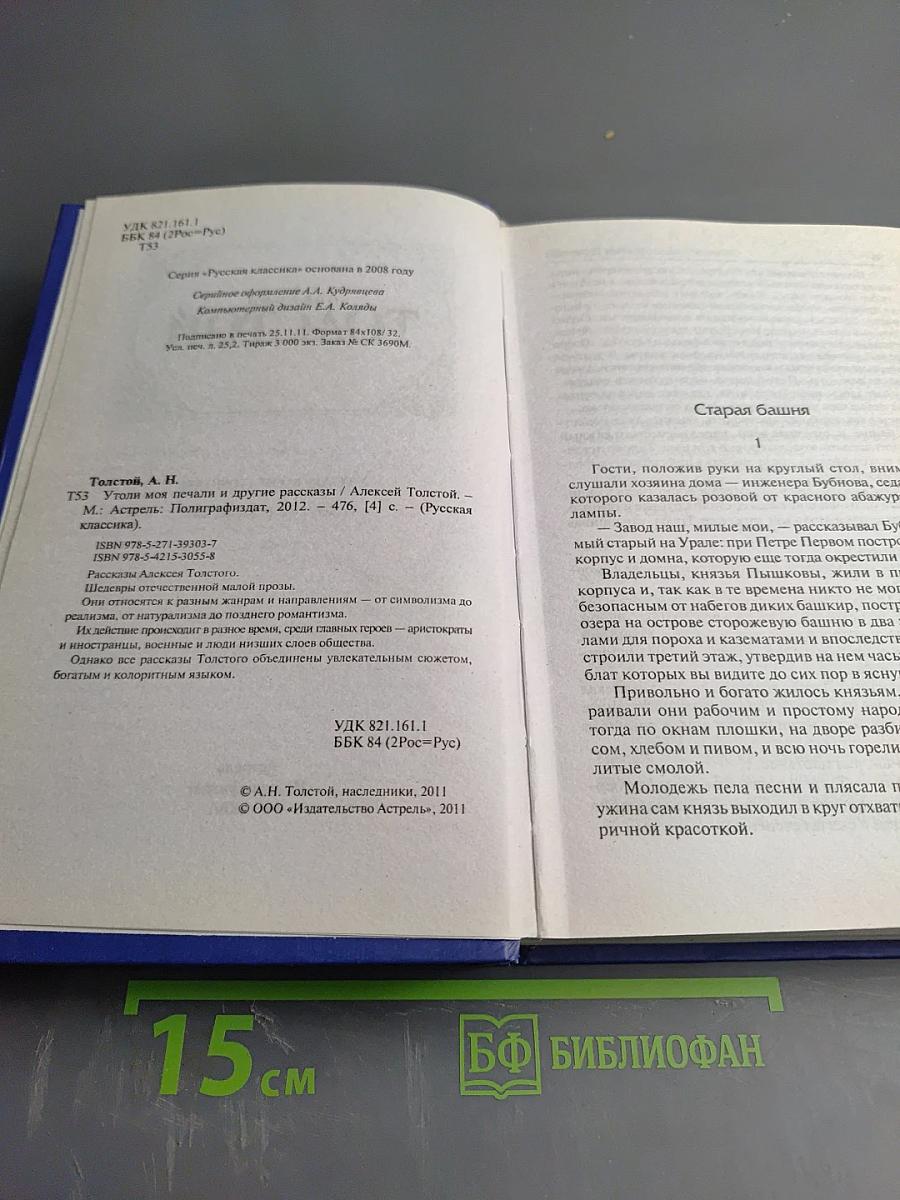 УДК 821.161.1
ББК 84 (2Рос=Рус)
Т53
Серия «Русская классика» основана в 2008 году
Серийное оформление А.А. Кудрявцева
Компьютерный дизайн Е.А. Коляды
Подписано в печать 25.11.11. Формат 84х108/ 32.
Усл. печ. л. 25,2. Тираж 3 000 экз. Заказ № СК 3690М.
Толстой, А. Н.
Т53 Утоли моя печали и другие рассказы / Алексей Толстой. –
М.: Астрель: Полиграфиздат, 2012. – 476, [4] с. – (Русская
классика).
ISBN 978-5-271-39303-7
ISBN 978-5-4215-3055-8
Рассказы Алексея Толстого.
Шедевры отечественной малой прозы.
Они относятся к разным жанрам и направлениям — от символизма до
реализма, от натурализма до позднего романтизма.
Их действие происходит в разное время, среди главных героев — аристократы
и иностранцы, военные и люди низших слоев общества.
Однако все рассказы Толстого объединены увлекательным сюжетом,
богатым и колоритным языком.
УДК 821.161.1
ББК 84 (2Рос=Рус)
© А.Н. Толстой, наследники, 2011
© ООО «Издательство Астрель», 2011
Старая башня
1
Гости, положив руки на круглый стол, вним
слушали хозяина дома — инженера Бубнова, седа
которого казалась розовой от красного абажур
лампы.
— Завод наш, милые мои, — рассказывал Бу
мый старый на Урале: при Петре Первом постро
корпус и домна, которую еще тогда окрестили
Владельцы, князья Пышковы, жили в п
корпуса и, так как в те времена никто не мог
безопасным от набегов диких башкир, постр
озера на острове сторожевую башню в два
лами для пороха и казематами и впоследств
строили третий этаж, утвердив на нем часы
блат которых вы видите до сих пор в ясную
Привольно и богато жилось князьям.
раивали они рабочим и простому народ
тогда по окнам плошки, на дворе разби
сом, хлебом и пивом, и всю ночь горели
литые смолой.
Молодежь пела песни и плясала п
ужина сам князь выходил в круг отхват
ричной красоткой.
15 см
БФ БИБЛИОФАН